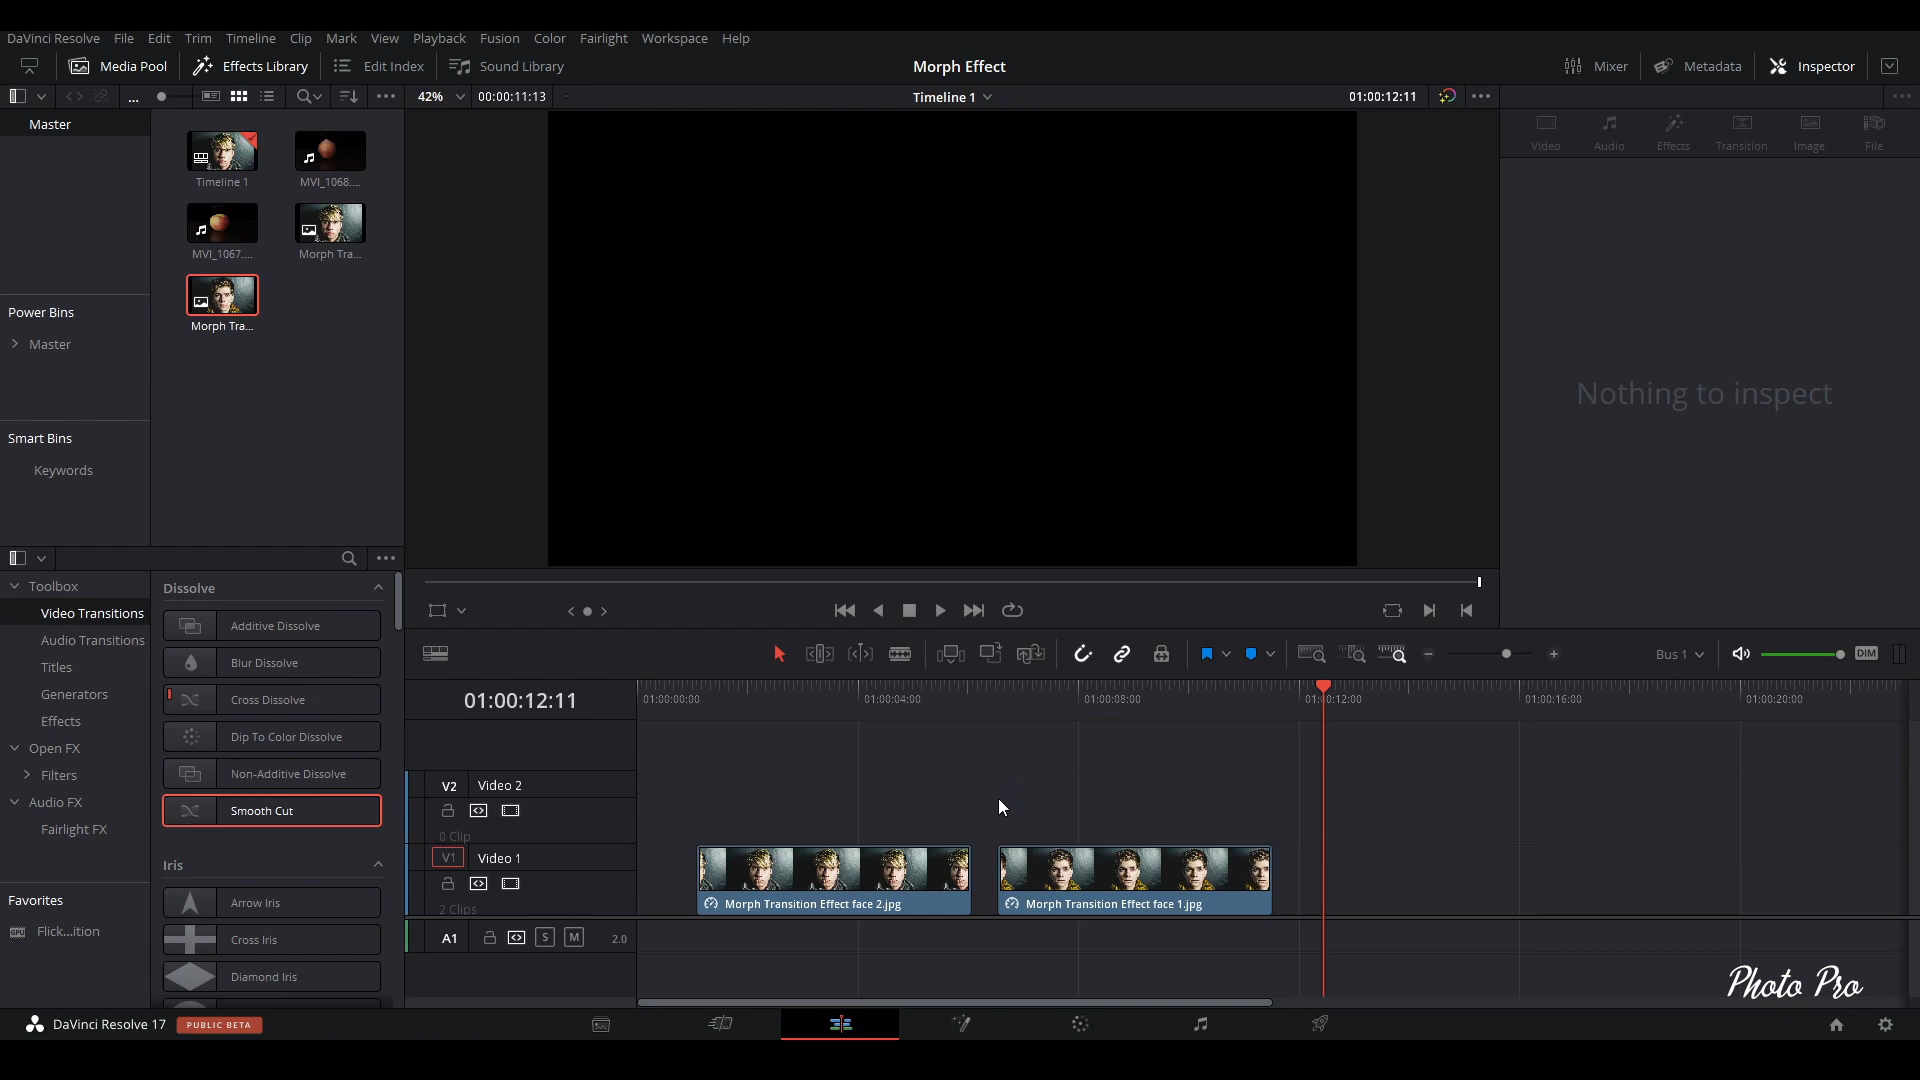 DaVinci Resolve File Edit Trim Timeline Clip Mark View Playback Fusion Color Fairlight Workspace Help
Media Pool Effects Library Edit Index Sound Library Morph Effect Mixer Metadata Inspector
... 42% 00:00:11:13 Timeline 1 01:00:12:11
Master
Video Audio Effects Transition Image File
Timeline 1 MVI_1068....
MVI_1067.... Morph Tra...
Morph Tra...
Power Bins
Master
Nothing to inspect
Smart Bins
Keywords
Toolbox
Video Transitions
Audio Transitions
Titles
Generators
Effects
Open FX
Filters
Audio FX
Fairlight FX
Favorites
Flick...ition
Dissolve
Additive Dissolve
Blur Dissolve
Cross Dissolve
Dip To Color Dissolve
Non-Additive Dissolve
Smooth Cut
Iris
Arrow Iris
Cross Iris
Diamond Iris
Bus 1 DIM
01:00:12:11 01:00:00:00 01:00:04:00 01:00:08:00 01:00:12:00 01:00:16:00 01:00:20:00
V2 Video 2
0 Clip
V1 Video 1
2 Clips
Morph Transition Effect face 2.jpg Morph Transition Effect face 1.jpg
A1 S M 2.0
Photo Pro
DaVinci Resolve 17 PUBLIC BETA